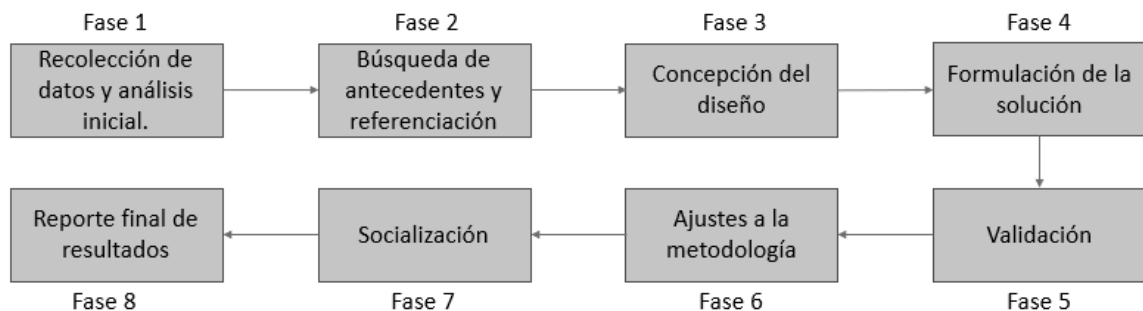 Fase 1
Recolección de
datos y análisis
inicial.
Fase 2
Búsqueda de
antecedentes y
referenciación
Fase 3
Concepción del
diseño
Fase 4
Formulación de la
solución
Validación
Fase 5
Ajustes a la
metodología
Fase 6
Socialización
Fase 7
Reporte final de
resultados
Fase 8